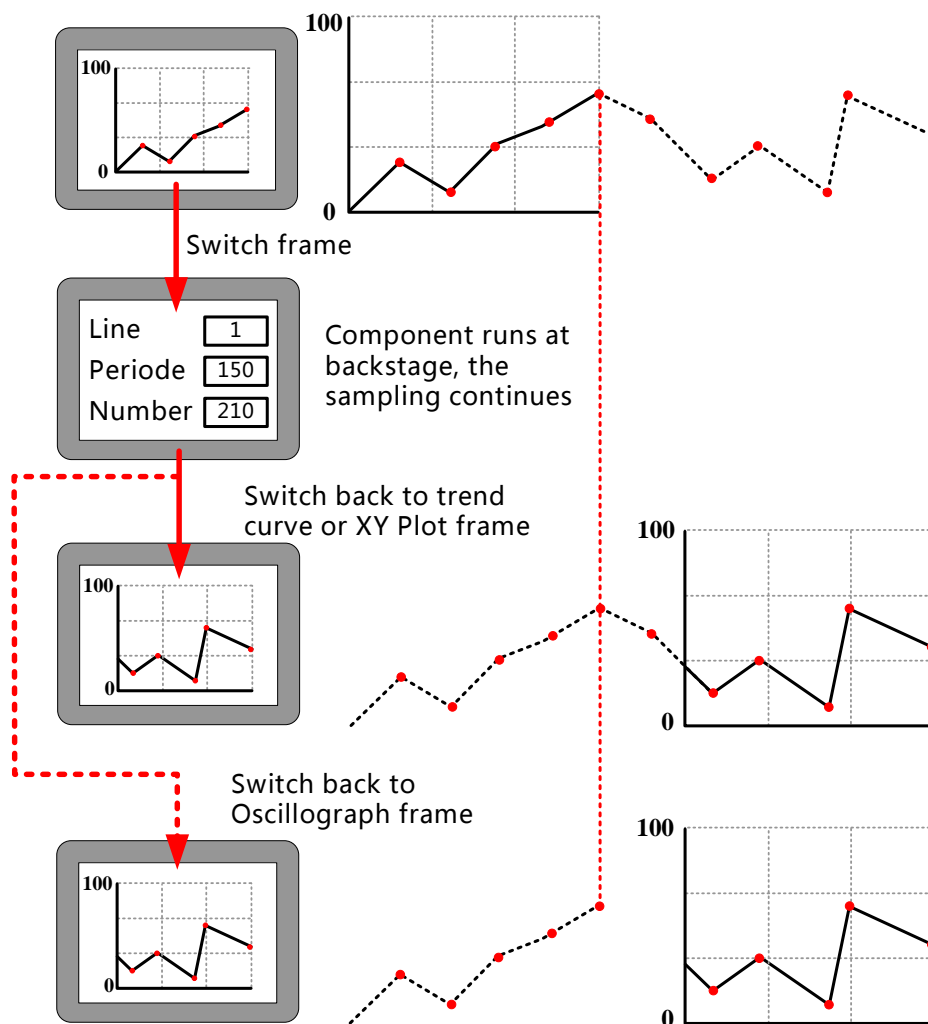 100
0
100
0
Switch frame
Line 1
Periode 150
Number 210
Component runs at
backstage, the
sampling continues
Switch back to trend
curve or XY Plot frame
100
0
100
0
Switch back to
Oscillograph frame
100
0
100
0